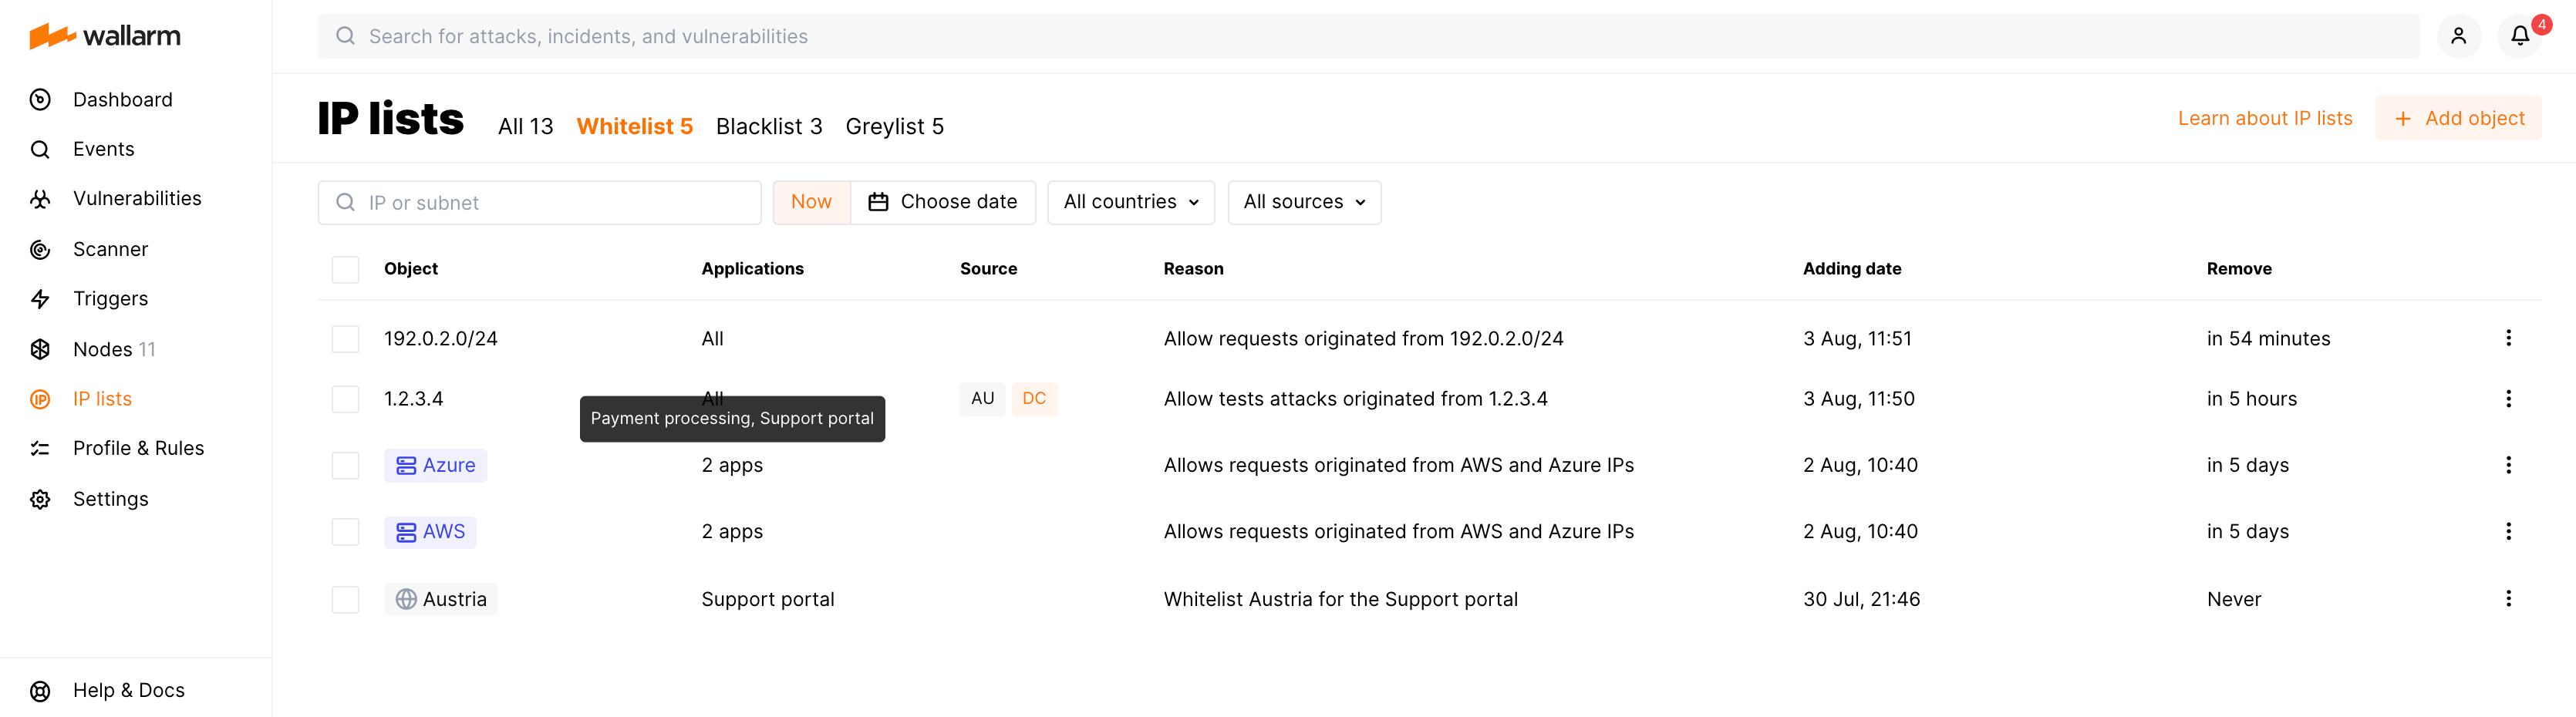 wallarm
Search for attacks, incidents, and vulnerabilities
4
Dashboard
Events
Vulnerabilities
Scanner
Triggers
Nodes 11
IP lists
Profile & Rules
Settings
Help & Docs
IP lists All 13 Whitelist 5 Blacklist 3 Greylist 5 Learn about IP lists + Add object
IP or subnet Now Choose date All countries All sources
Object Applications Source Reason Adding date Remove
192.0.2.0/24 All Allow requests originated from 192.0.2.0/24 3 Aug, 11:51 in 54 minutes
1.2.3.4 All AU DC Allow tests attacks originated from 1.2.3.4 3 Aug, 11:50 in 5 hours
Payment processing, Support portal
Azure 2 apps Allows requests originated from AWS and Azure IPs 2 Aug, 10:40 in 5 days
AWS 2 apps Allows requests originated from AWS and Azure IPs 2 Aug, 10:40 in 5 days
Austria Support portal Whitelist Austria for the Support portal 30 Jul, 21:46 Never